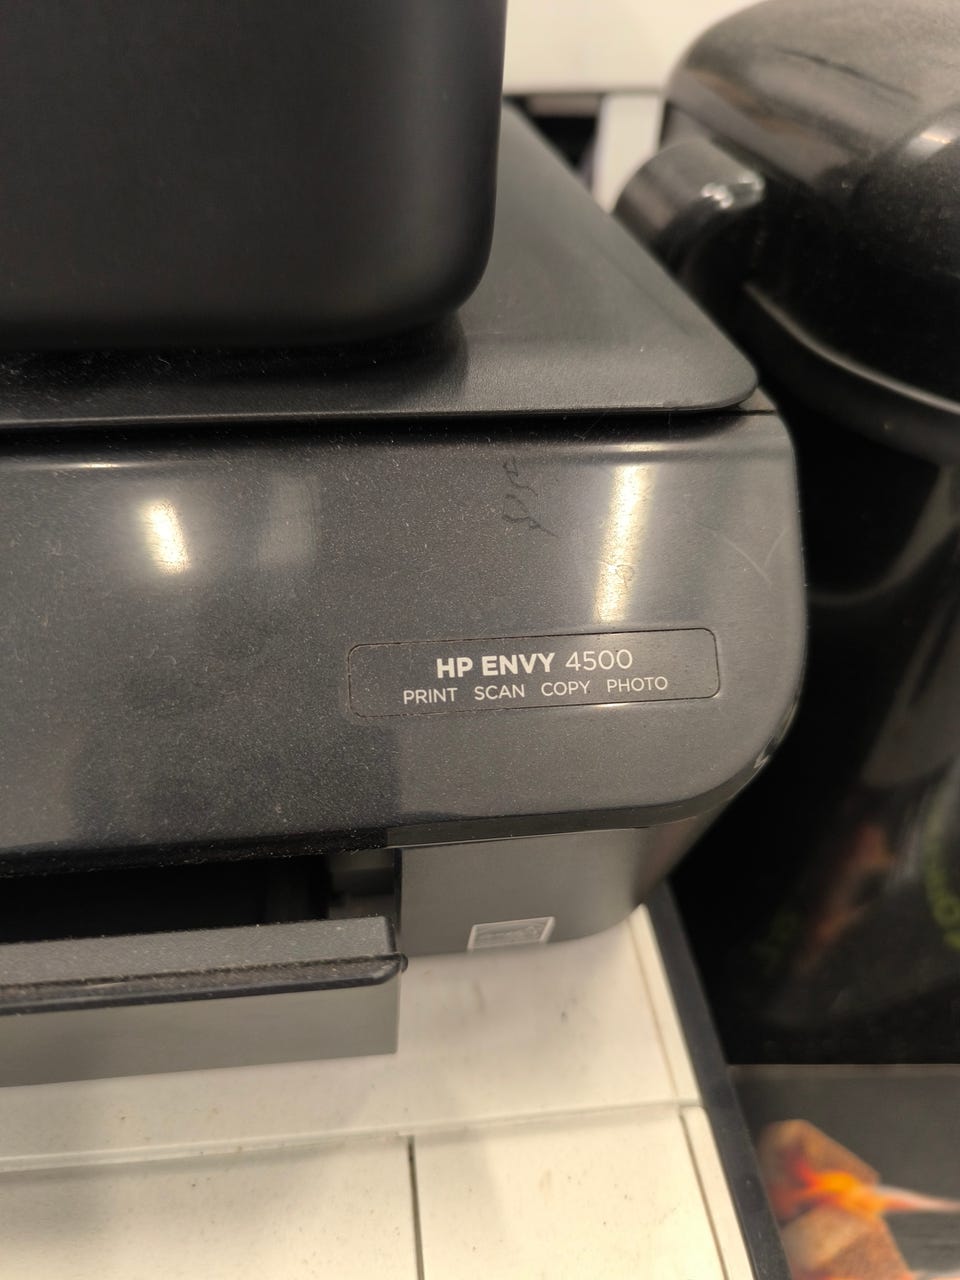 HP ENVY 4500
PRINT SCAN COPY PHOTO